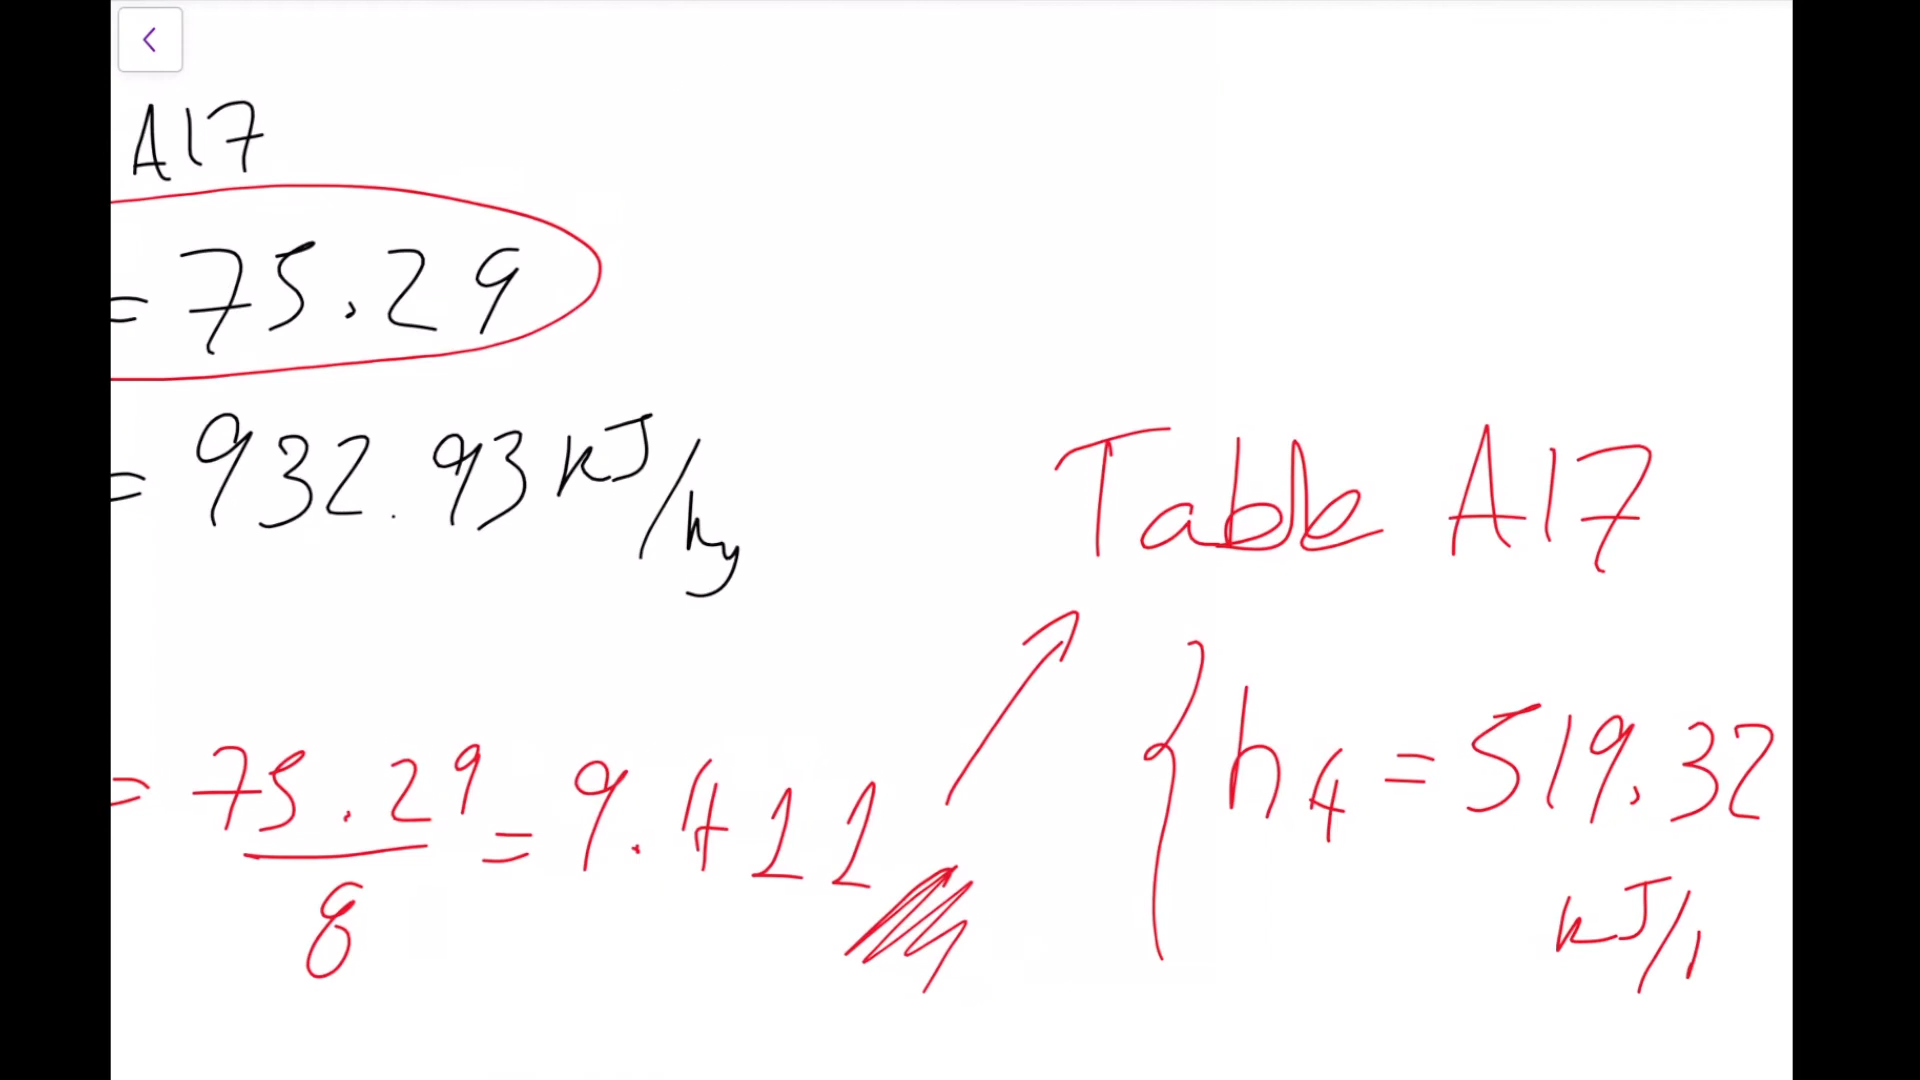 A17
= 75.29
= 932.93 kJ/kg
Table A17
= 75.29/8 = 9.411
h4 = 519.32
kJ/